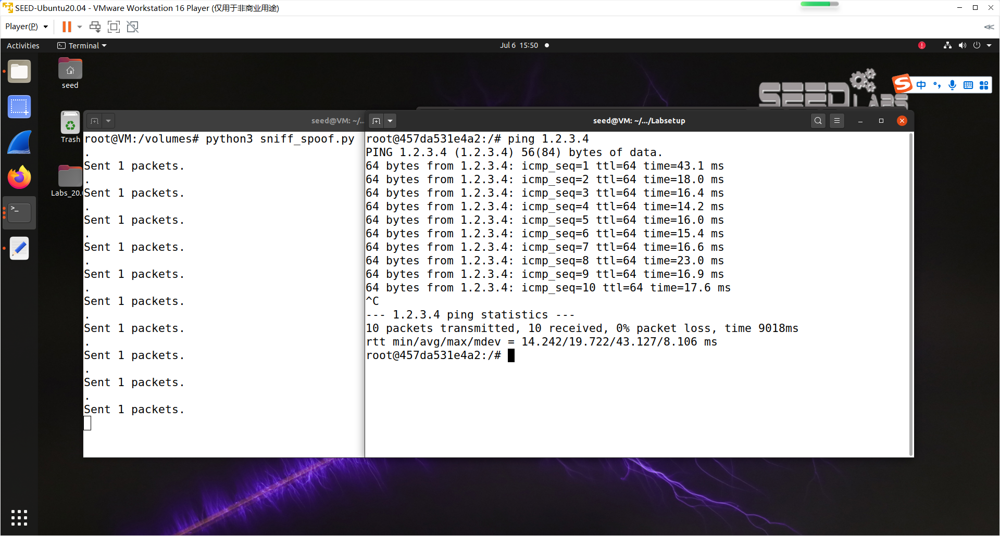 SEED-Ubuntu20.04 - VMware Workstation 16 Player (仅用于非商业用途)
Player(P)
Activities
Terminal
Jul 6 15:50
seed
SEED LABS
中
Trash
Labs_20.
seed@VM: ~/...
root@VM:/volumes# python3 sniff_spoof.py
.
Sent 1 packets.
.
Sent 1 packets.
.
Sent 1 packets.
.
Sent 1 packets.
.
Sent 1 packets.
.
Sent 1 packets.
.
Sent 1 packets.
.
Sent 1 packets.
.
Sent 1 packets.
.
Sent 1 packets.
seed@VM: ~/.../Labsetup
root@457da531e4a2:/# ping 1.2.3.4
PING 1.2.3.4 (1.2.3.4) 56(84) bytes of data.
64 bytes from 1.2.3.4: icmp_seq=1 ttl=64 time=43.1 ms
64 bytes from 1.2.3.4: icmp_seq=2 ttl=64 time=18.0 ms
64 bytes from 1.2.3.4: icmp_seq=3 ttl=64 time=16.4 ms
64 bytes from 1.2.3.4: icmp_seq=4 ttl=64 time=14.2 ms
64 bytes from 1.2.3.4: icmp_seq=5 ttl=64 time=16.0 ms
64 bytes from 1.2.3.4: icmp_seq=6 ttl=64 time=15.4 ms
64 bytes from 1.2.3.4: icmp_seq=7 ttl=64 time=16.6 ms
64 bytes from 1.2.3.4: icmp_seq=8 ttl=64 time=23.0 ms
64 bytes from 1.2.3.4: icmp_seq=9 ttl=64 time=16.9 ms
64 bytes from 1.2.3.4: icmp_seq=10 ttl=64 time=17.6 ms
^C
--- 1.2.3.4 ping statistics ---
10 packets transmitted, 10 received, 0% packet loss, time 9018ms
rtt min/avg/max/mdev = 14.242/19.722/43.127/8.106 ms
root@457da531e4a2:/#